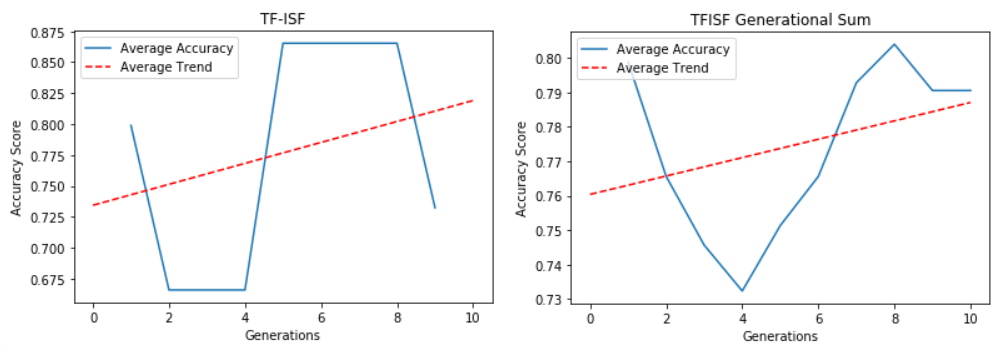 TF-ISF
Average Accuracy
Average Trend
Accuracy Score
0.875
0.850
0.825
0.800
0.775
0.750
0.725
0.700
0.675
0
2
4
6
8
10
Generations
TFISF Generational Sum
Average Accuracy
Average Trend
Accuracy Score
0.80
0.79
0.78
0.77
0.76
0.75
0.74
0.73
0
2
4
6
8
10
Generations